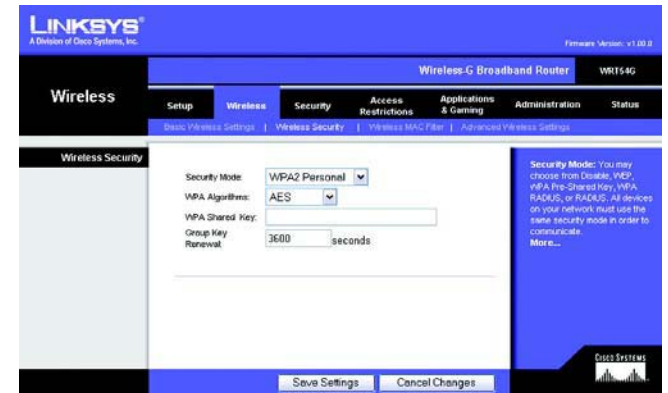 LINKSYS®
A Division of Cisco Systems, Inc.
Firmware Version: v1.00.0
Wireless-G Broadband Router WRT54G
Wireless
Setup Wireless Security Access Restrictions Applications & Gaming Administration Status
Basic Wireless Settings | Wireless Security | Wireless MAC Filter | Advanced Wireless Settings
Wireless Security
Security Mode: WPA2 Personal
WPA Algorithms: AES
WPA Shared Key:
Group Key Renewal: 3600 seconds
Security Mode: You may
choose from Disable, WEP,
WPA Pre-Shared Key, WPA
RADIUS, or RADIUS. All devices
on your network must use the
same security mode in order to
communicate.
More...
CISCO SYSTEMS
Save Settings Cancel Changes